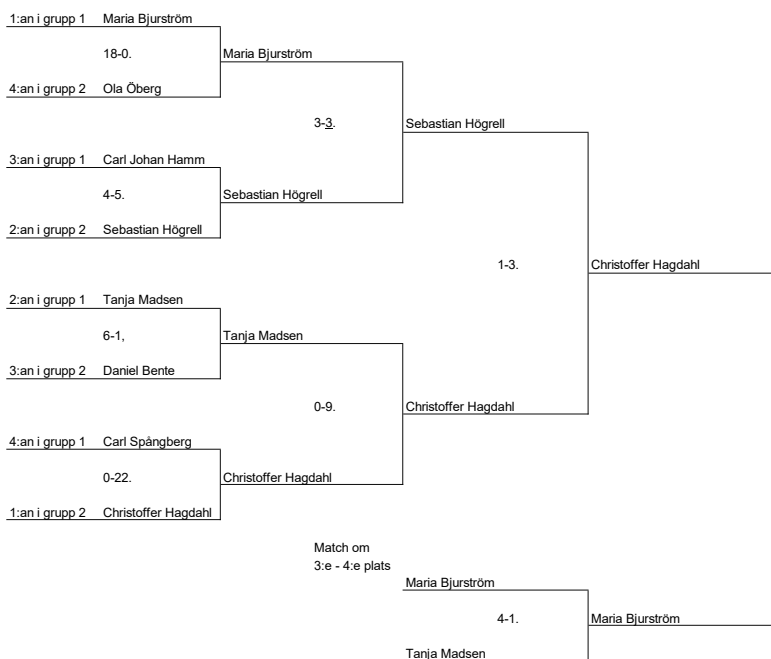 1:an i grupp 1 Maria Bjurström
18-0. Maria Bjurström
4:an i grupp 2 Ola Öberg
3-3. Sebastian Högrell
3:an i grupp 1 Carl Johan Hamm
4-5. Sebastian Högrell
2:an i grupp 2 Sebastian Högrell
1-3. Christoffer Hagdahl
2:an i grupp 1 Tanja Madsen
6-1, Tanja Madsen
3:an i grupp 2 Daniel Bente
0-9. Christoffer Hagdahl
4:an i grupp 1 Carl Spångberg
0-22. Christoffer Hagdahl
1:an i grupp 2 Christoffer Hagdahl
Match om
3:e - 4:e plats
Maria Bjurström
4-1. Maria Bjurström
Tanja Madsen